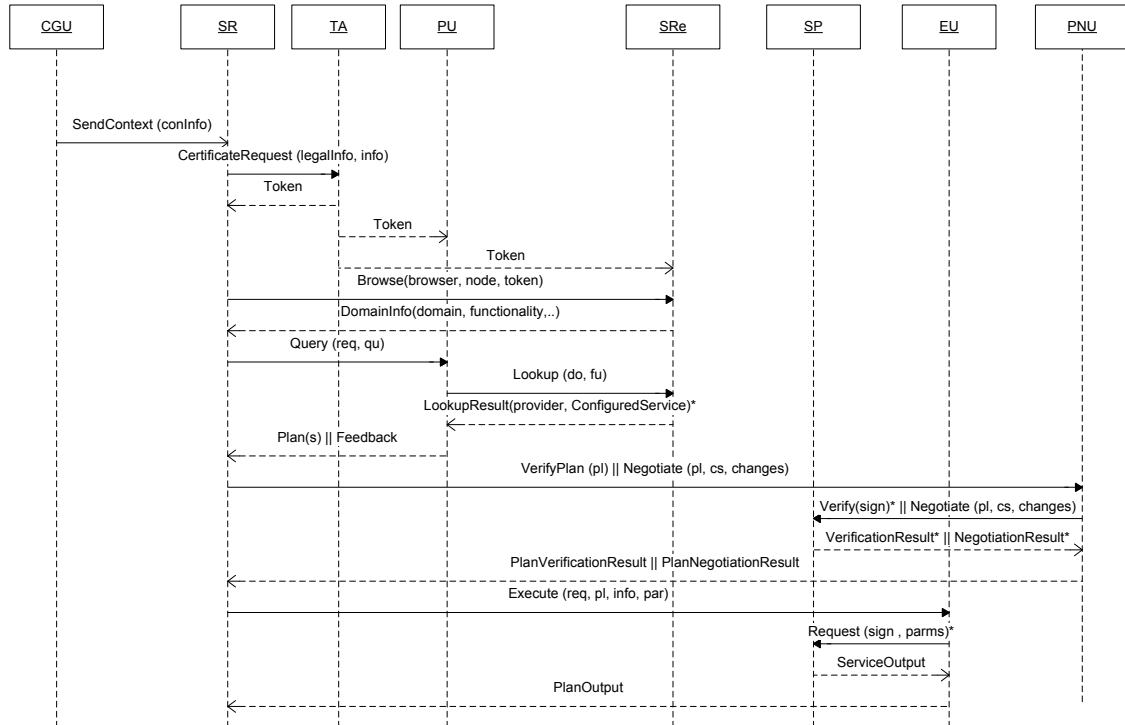 CGU
SR
TA
PU
SRe
SP
EU
PNU
SendContext (conInfo)
CertificateRequest (legalInfo, info)
Token
Token
Token
Browse(browser, node, token)
DomainInfo(domain, functionality,..)
Query (req, qu)
Lookup (do, fu)
LookupResult(provider, ConfiguredService)*
Plan(s) || Feedback
VerifyPlan (pl) || Negotiate (pl, cs, changes)
Verify(sign)* || Negotiate (pl, cs, changes)
VerificationResult* || NegotiationResult*
PlanVerificationResult || PlanNegotiationResult
Execute (req, pl, info, par)
Request (sign , parms)*
ServiceOutput
PlanOutput